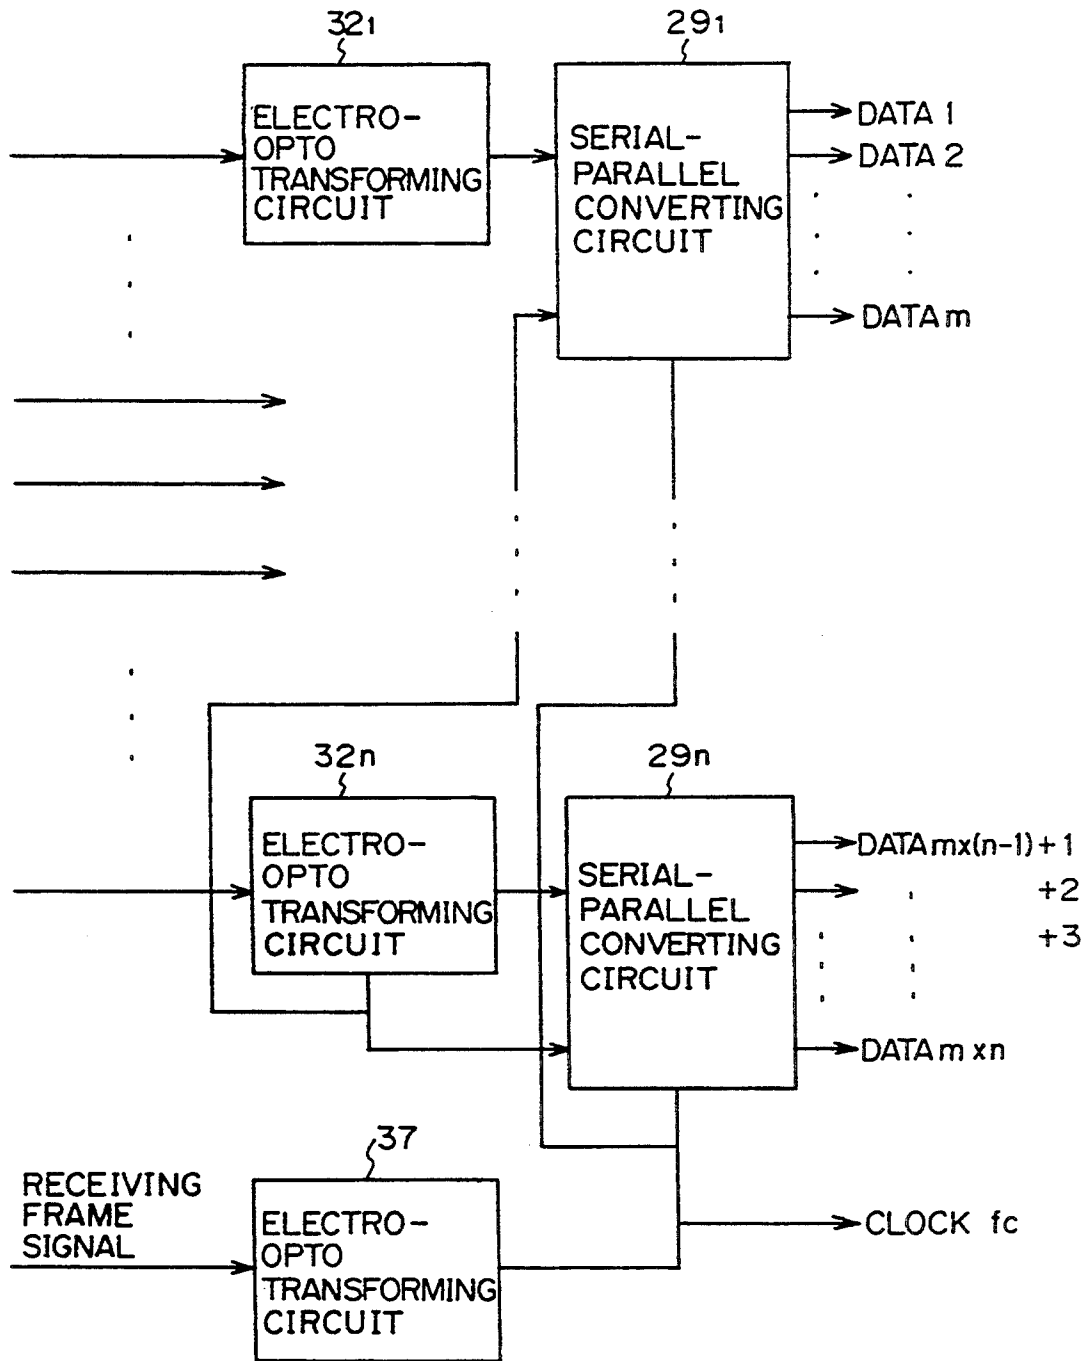 321
291
ELECTRO-
OPTO
TRANSFORMING
CIRCUIT
SERIAL-
PARALLEL
CONVERTING
CIRCUIT
DATA 1
DATA 2
DATA m
32n
29n
ELECTRO-
OPTO
TRANSFORMING
CIRCUIT
SERIAL-
PARALLEL
CONVERTING
CIRCUIT
DATA mx(n-1)+1
+2
+3
DATA m xn
37
RECEIVING
FRAME
SIGNAL
ELECTRO-
OPTO
TRANSFORMING
CIRCUIT
CLOCK fc